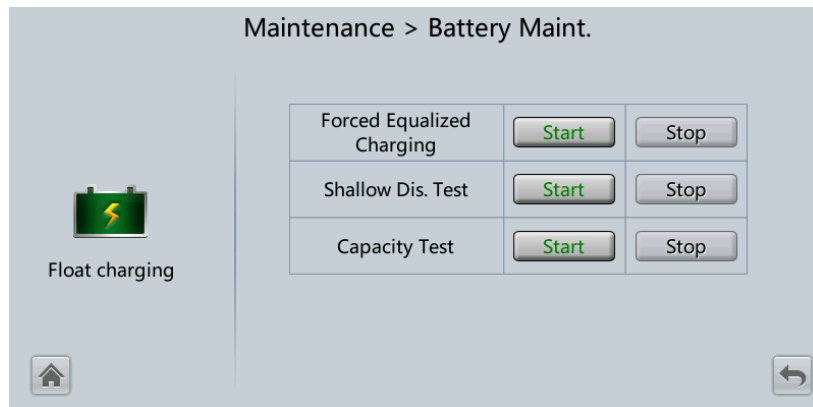 Maintenance > Battery Maint.
Forced Equalized
Charging
Start
Stop
Shallow Dis. Test
Start
Stop
Capacity Test
Start
Stop
Float charging